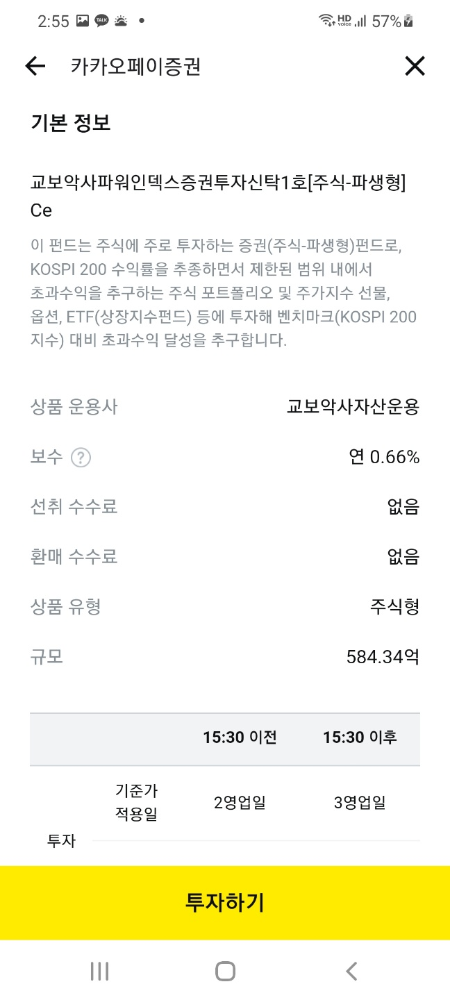 2:55
TALK
HD voice
57%
카카오페이증권
기본 정보
교보악사파워인덱스증권투자신탁1호[주식-파생형]
Ce
이 펀드는 주식에 주로 투자하는 증권(주식-파생형)펀드로,
KOSPI 200 수익률을 추종하면서 제한된 범위 내에서
초과수익을 추구하는 주식 포트폴리오 및 주가지수 선물,
옵션, ETF(상장지수펀드) 등에 투자해 벤치마크(KOSPI 200
지수) 대비 초과수익 달성을 추구합니다.
상품 운용사 교보악사자산운용
보수 ? 연 0.66%
선취 수수료 없음
환매 수수료 없음
상품 유형 주식형
규모 584.34억
15:30 이전 15:30 이후
기준가
적용일 2영업일 3영업일
투자
투자하기